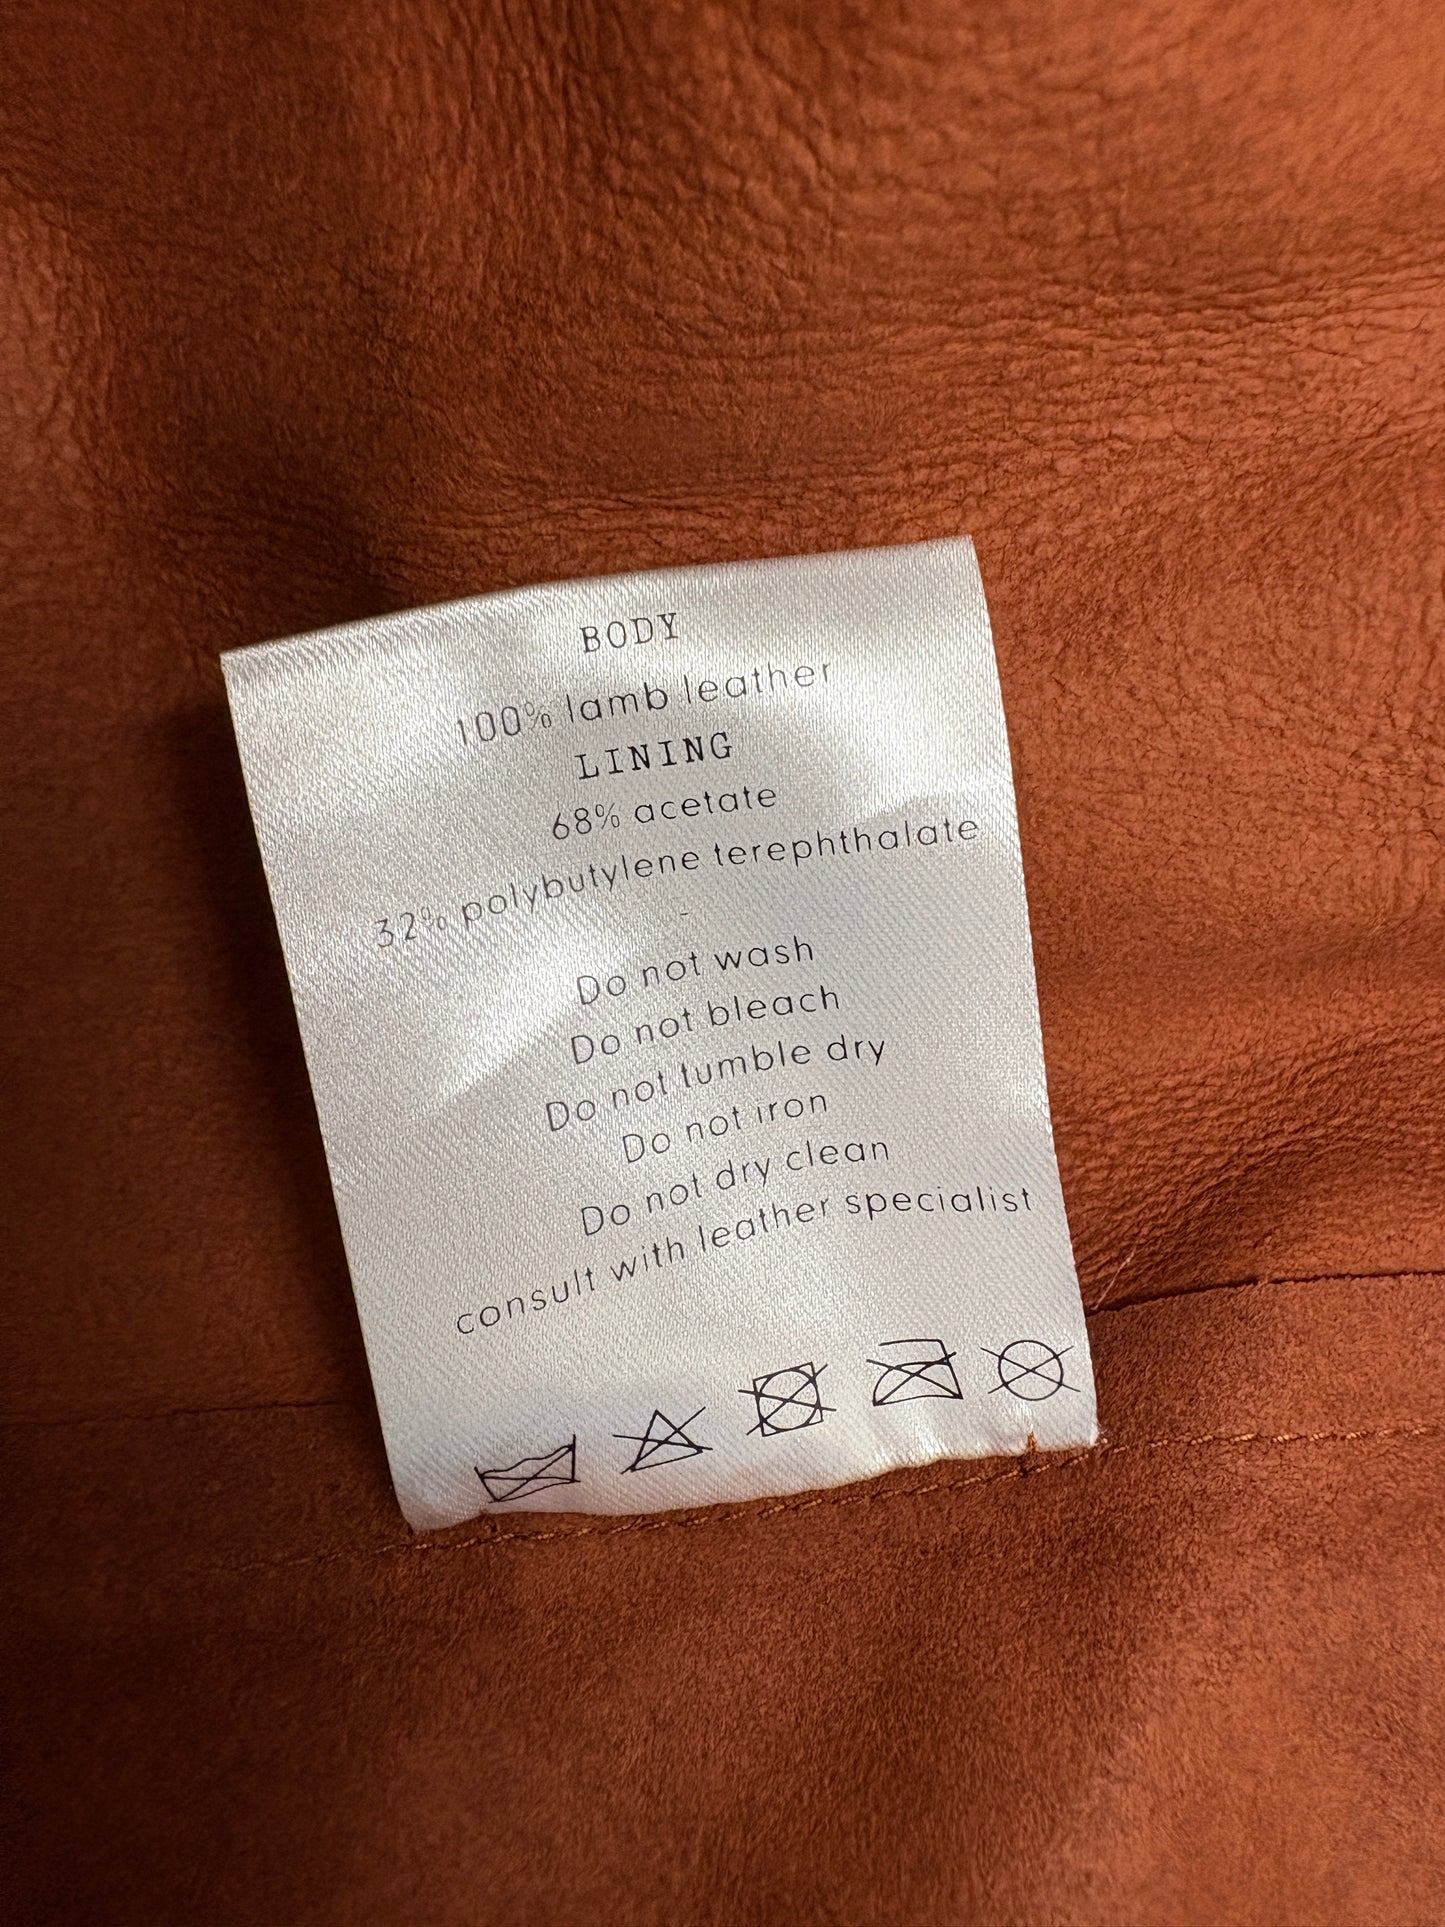 BODY
100% lamb leather
LINING
68% acetate
32% polybutylene terephthalate
-
Do not wash
Do not bleach
Do not tumble dry
Do not iron
Do not dry clean
consult with leather specialist